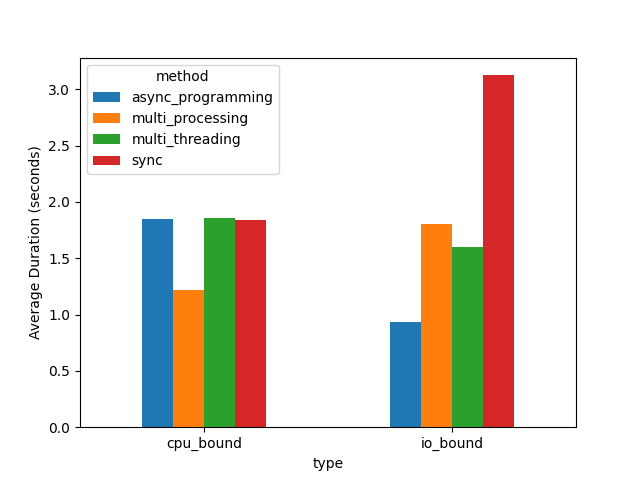 method
async_programming
multi_processing
multi_threading
sync
Average Duration (seconds)
3.0
2.5
2.0
1.5
1.0
0.5
0.0
cpu_bound
io_bound
type